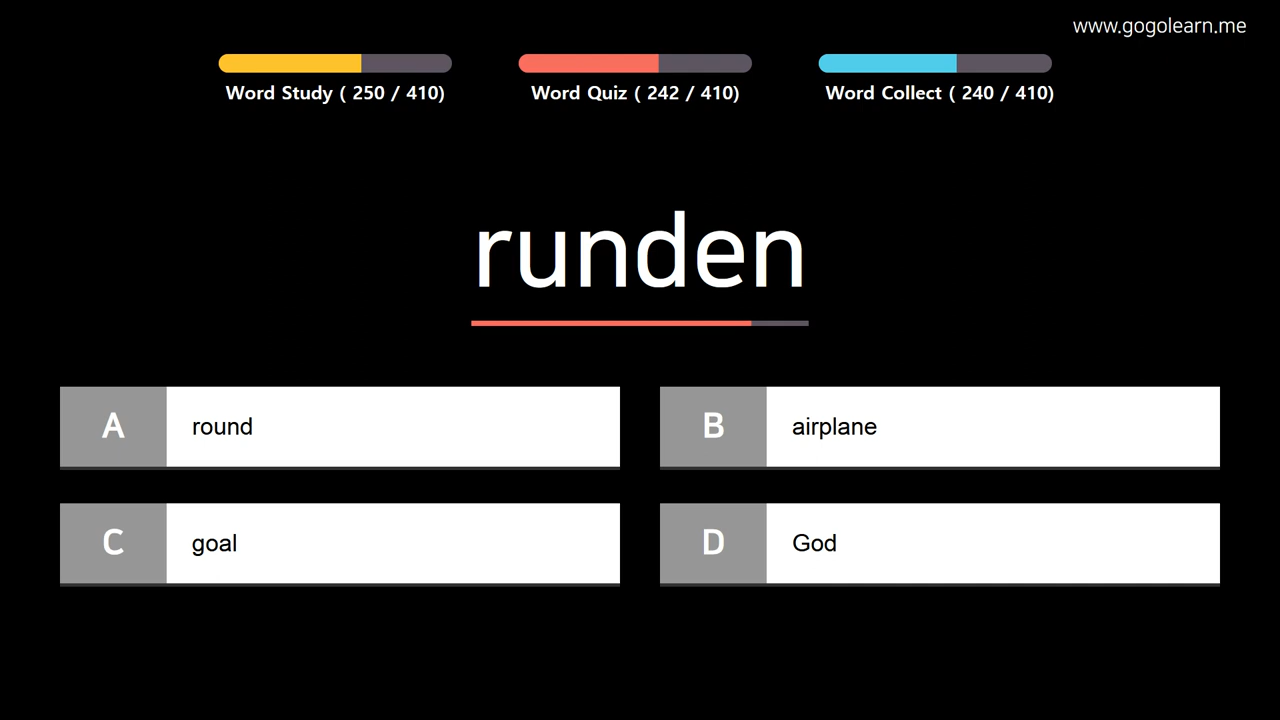 www.gogolearn.me
Word Study ( 250 / 410)
Word Quiz ( 242 / 410)
Word Collect ( 240 / 410)
runden
A round
B airplane
C goal
D God